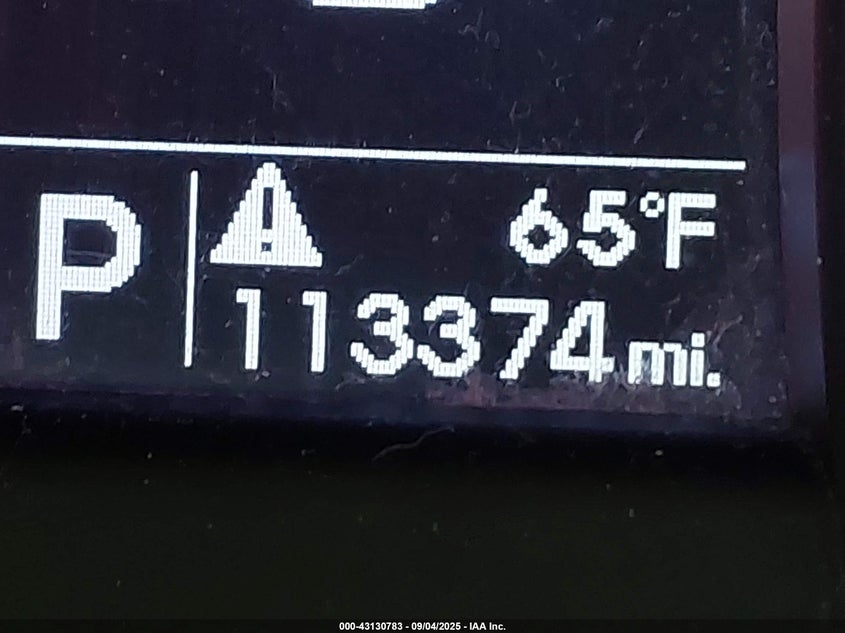 P
65°F
113374 mi.
000-43130783 - 09/04/2025 - IAA Inc.